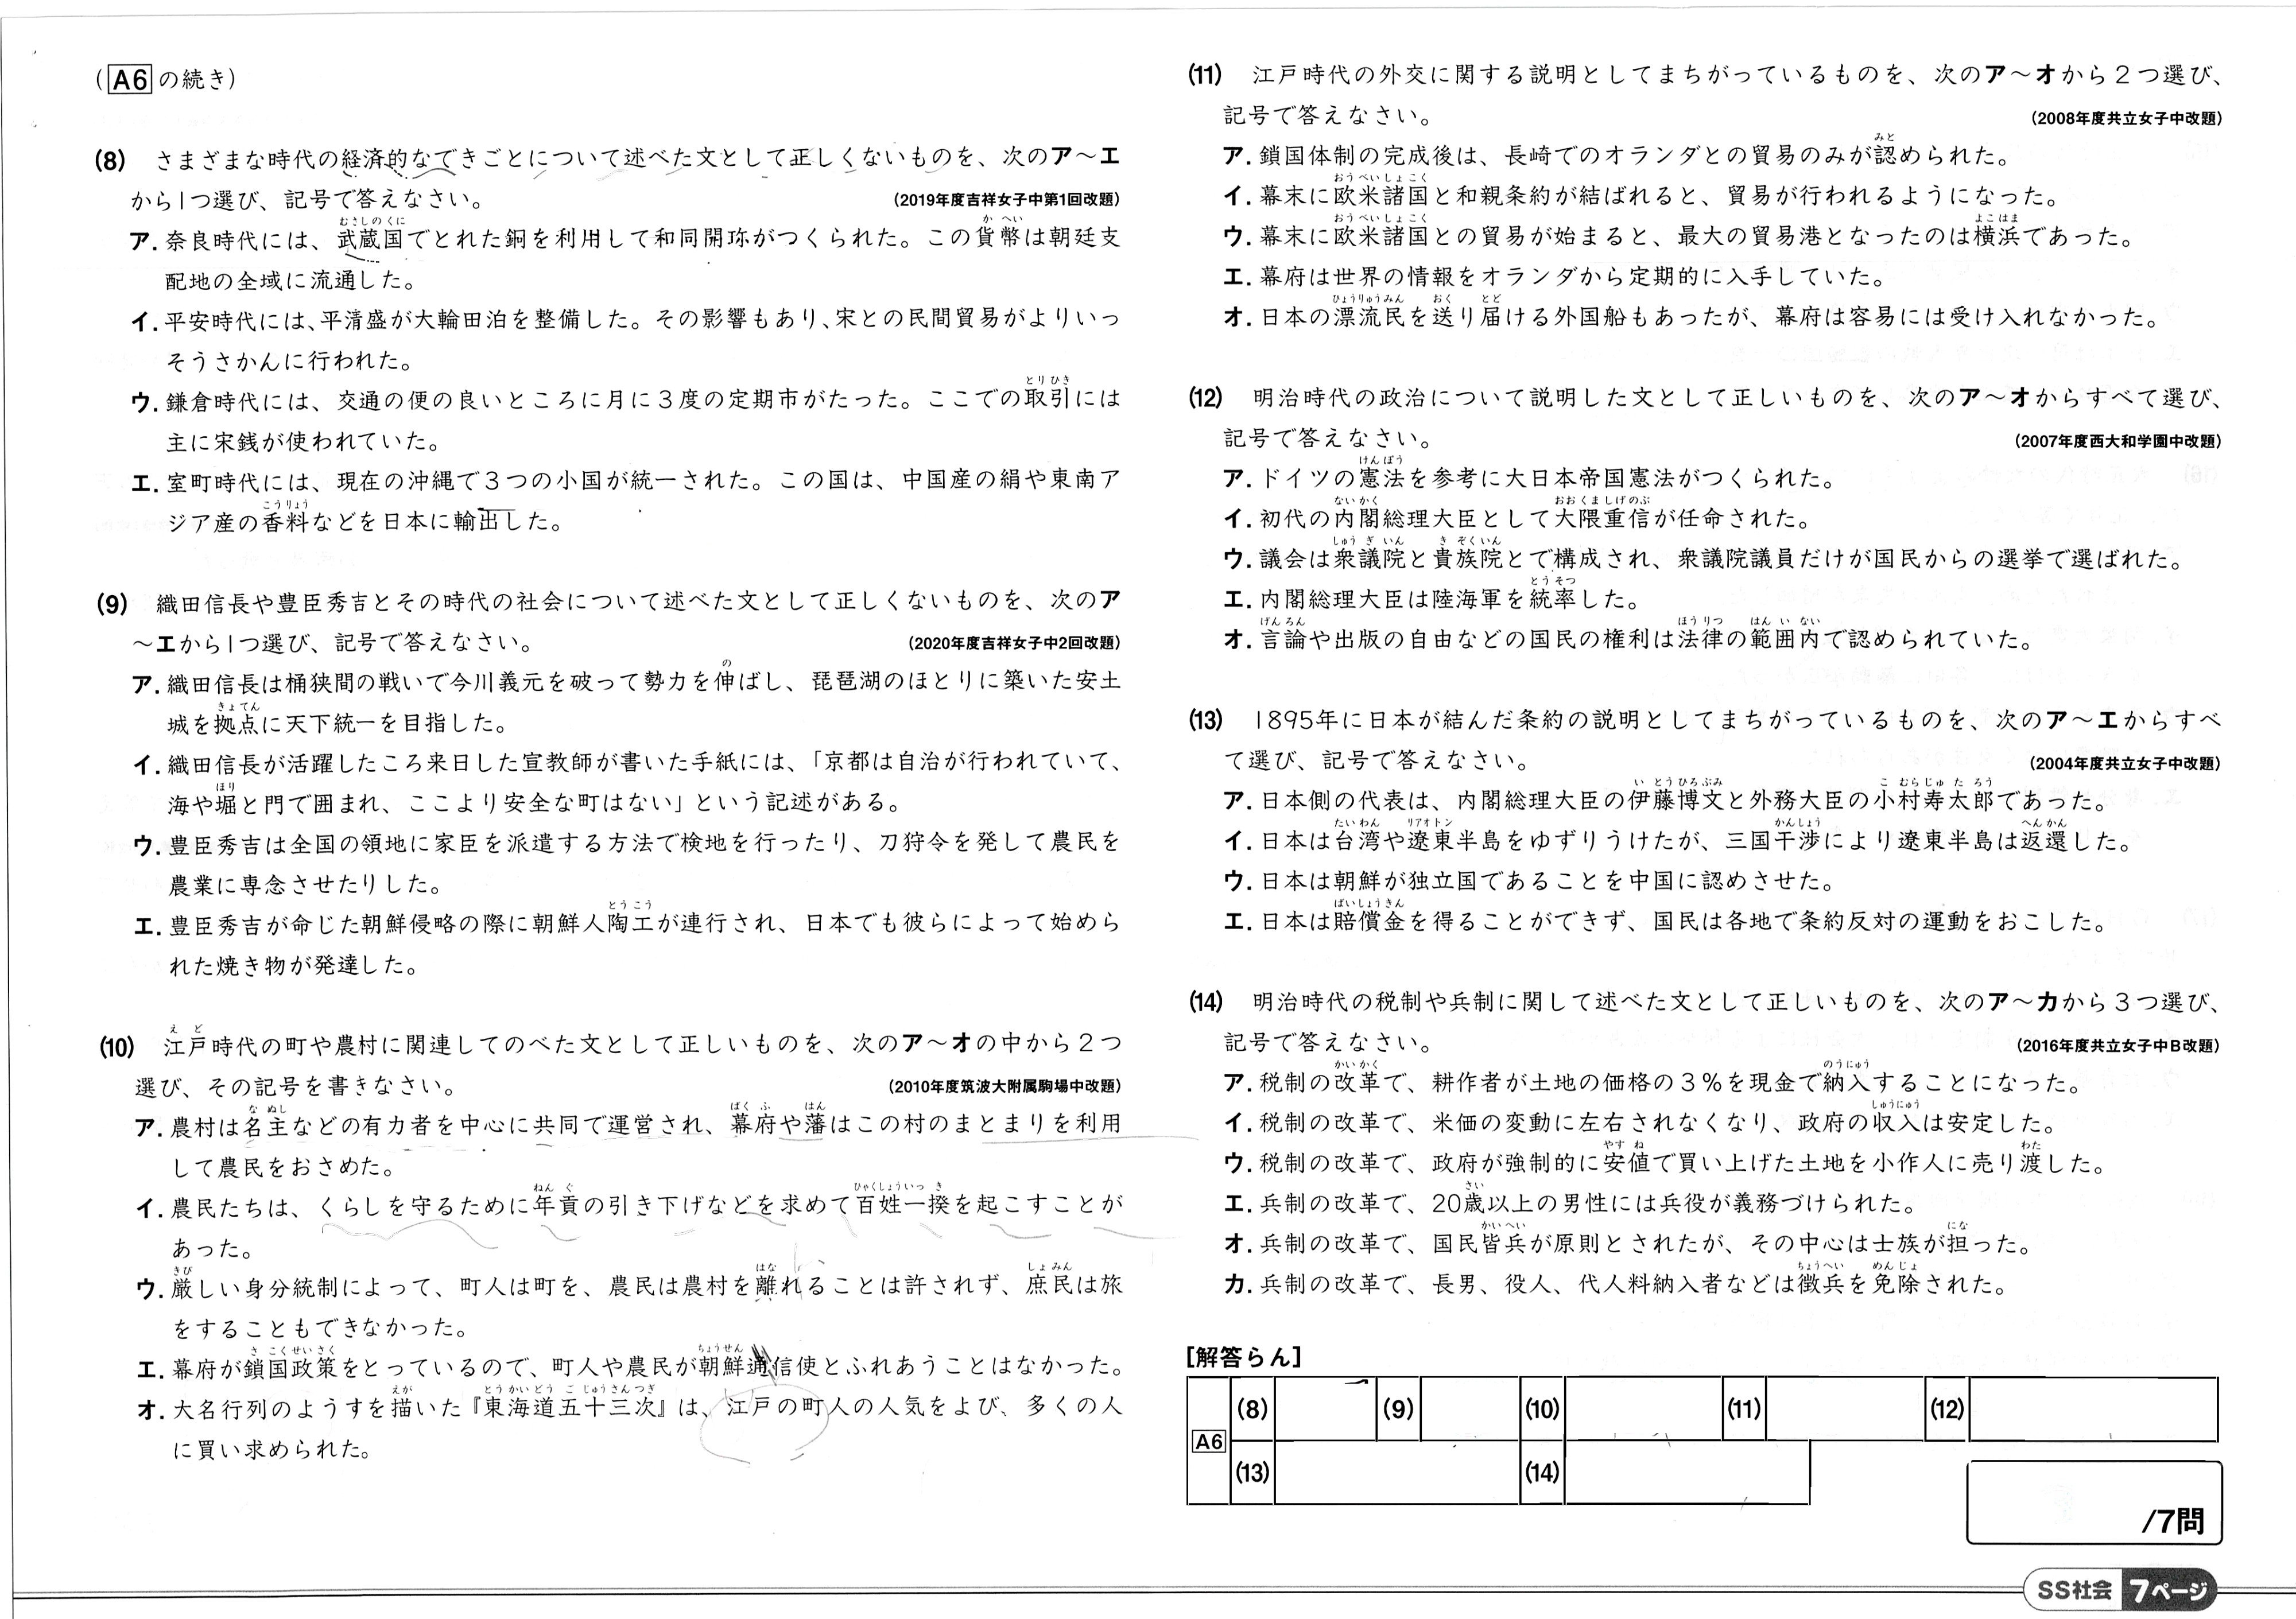 （A6の続き）
(8)　さまざまな時代の経済的なできごとについて述べた文として正しくないものを、次のア～エ
から1つ選び、記号で答えなさい。　(2019年度吉祥女子中第1回改題)
ア．奈良時代には、武蔵国でとれた銅を利用して和同開珎がつくられた。この貨幣は朝廷支
配地の全域に流通した。
イ．平安時代には、平清盛が大輪田泊を整備した。その影響もあり、宋との民間貿易がよりいっ
そうさかんに行われた。
ウ．鎌倉時代には、交通の便の良いところに月に３度の定期市がたった。ここでの取引には
主に宋銭が使われていた。
エ．室町時代には、現在の沖縄で３つの小国が統一された。この国は、中国産の絹や東南ア
ジア産の香料などを日本に輸出した。
(9)　織田信長や豊臣秀吉とその時代の社会について述べた文として正しくないものを、次のア
～エから1つ選び、記号で答えなさい。　(2020年度吉祥女子中2回改題)
ア．織田信長は桶狭間の戦いで今川義元を破って勢力を伸ばし、琵琶湖のほとりに築いた安土
城を拠点に天下統一を目指した。
イ．織田信長が活躍したころ来日した宣教師が書いた手紙には、「京都は自治が行われていて、
海や堀と門で囲まれ、ここより安全な町はない」という記述がある。
ウ．豊臣秀吉は全国の領地に家臣を派遣する方法で検地を行ったり、刀狩令を発して農民を
農業に専念させたりした。
エ．豊臣秀吉が命じた朝鮮侵略の際に朝鮮人陶工が連行され、日本でも彼らによって始めら
れた焼き物が発達した。
(10)　江戸時代の町や農村に関連してのべた文として正しいものを、次のア～オの中から２つ
選び、その記号を書きなさい。　(2010年度筑波大附属駒場中改題)
ア．農村は名主などの有力者を中心に共同で運営され、幕府や藩はこの村のまとまりを利用
して農民をおさめた。
イ．農民たちは、くらしを守るために年貢の引き下げなどを求めて百姓一揆を起こすことが
あった。
ウ．厳しい身分統制によって、町人は町を、農民は農村を離れることは許されず、庶民は旅
をすることもできなかった。
エ．幕府が鎖国政策をとっているので、町人や農民が朝鮮通信使とふれあうことはなかった。
オ．大名行列のようすを描いた『東海道五十三次』は、江戸の町人の人気をよび、多くの人
に買い求められた。
(11)　江戸時代の外交に関する説明としてまちがっているものを、次のア～オから２つ選び、
記号で答えなさい。　(2008年度共立女子中改題)
ア．鎖国体制の完成後は、長崎でのオランダとの貿易のみが認められた。
イ．幕末に欧米諸国と和親条約が結ばれると、貿易が行われるようになった。
ウ．幕末に欧米諸国との貿易が始まると、最大の貿易港となったのは横浜であった。
エ．幕府は世界の情報をオランダから定期的に入手していた。
オ．日本の漂流民を送り届ける外国船もあったが、幕府は容易には受け入れなかった。
(12)　明治時代の政治について説明した文として正しいものを、次のア～オからすべて選び、
記号で答えなさい。　(2007年度西大和学園中改題)
ア．ドイツの憲法を参考に大日本帝国憲法がつくられた。
イ．初代の内閣総理大臣として大隈重信が任命された。
ウ．議会は衆議院と貴族院とで構成され、衆議院議員だけが国民からの選挙で選ばれた。
エ．内閣総理大臣は陸海軍を統率した。
オ．言論や出版の自由などの国民の権利は法律の範囲内で認められていた。
(13)　1895年に日本が結んだ条約の説明としてまちがっているものを、次のア～エからすべ
て選び、記号で答えなさい。　(2004年度共立女子中改題)
ア．日本側の代表は、内閣総理大臣の伊藤博文と外務大臣の小村寿太郎であった。
イ．日本は台湾や遼東半島をゆずりうけたが、三国干渉により遼東半島は返還した。
ウ．日本は朝鮮が独立国であることを中国に認めさせた。
エ．日本は賠償金を得ることができず、国民は各地で条約反対の運動をおこした。
(14)　明治時代の税制や兵制に関して述べた文として正しいものを、次のア～カから３つ選び、
記号で答えなさい。　(2016年度共立女子中B改題)
ア．税制の改革で、耕作者が土地の価格の３％を現金で納入することになった。
イ．税制の改革で、米価の変動に左右されなくなり、政府の収入は安定した。
ウ．税制の改革で、政府が強制的に安値で買い上げた土地を小作人に売り渡した。
エ．兵制の改革で、20歳以上の男性には兵役が義務づけられた。
オ．兵制の改革で、国民皆兵が原則とされたが、その中心は士族が担った。
カ．兵制の改革で、長男、役人、代人料納入者などは徴兵を免除された。
[解答らん]
A6　(8)　(9)　(10)　(11)　(12)
(13)　(14)
/7問
SS社会　7ページ